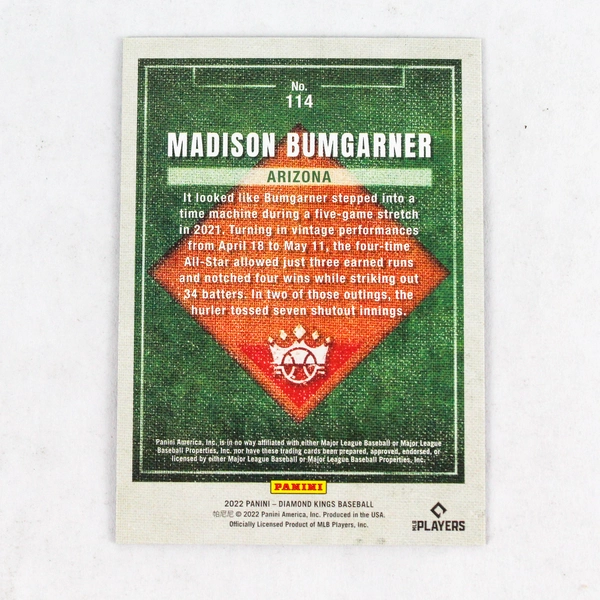 No.
114
MADISON BUMGARNER
ARIZONA
It looked like Bumgarner stepped into a
time machine during a five-game stretch
in 2021. Turning in vintage performances
from April 18 to May 11, the four-time
All-Star allowed just three earned runs
and notched four wins while striking out
34 batters. In two of those outings, the
hurler tossed seven shutout innings.
Panini America, Inc. is in no way affiliated with either Major League Baseball or Major League
Baseball Properties, Inc. nor have these trading cards been prepared, approved, endorsed, or
licensed by either Major League Baseball or Major League Baseball Properties, Inc.
PANINI
2022 PANINI – DIAMOND KINGS BASEBALL
帕尼尼 © 2022 Panini America, Inc. Produced in the USA.
Officially Licensed Product of MLB Players, Inc.
MLB PLAYERS